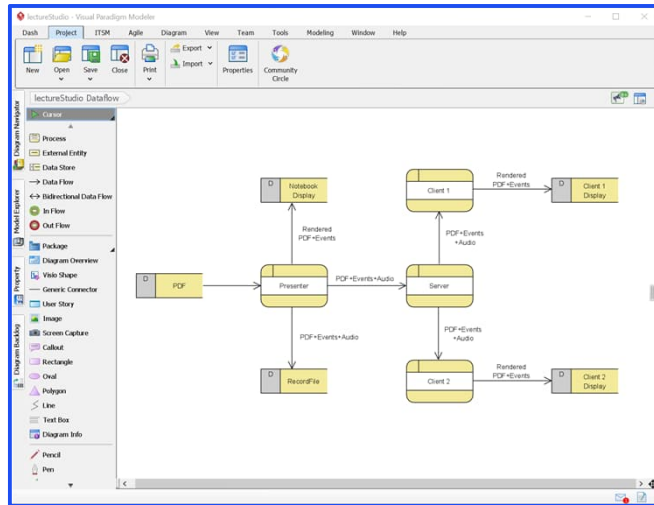 lectureStudio - Visual Paradigm Modeler
Dash Project ITSM Agile Diagram View Team Tools Modeling Window Help
New Open Save Close Print Export Import Properties Community Circle
lectureStudio Dataflow
Diagram Navigator
Model Explorer
Property
Diagram Backlog
Cursor
Process
External Entity
Data Store
Data Flow
Bidirectional Data Flow
In Flow
Out Flow
Package
Diagram Overview
Visio Shape
Generic Connector
User Story
Image
Screen Capture
Callout
Rectangle
Oval
Polygon
Line
Text Box
Diagram Info
Pencil
Pen
D
Notebook
Display
Client 1
Rendered
PDF+Events
D
Client 1
Display
Rendered
PDF+Events
PDF+Events
+Audio
D
PDF
Presenter
PDF+Events+Audio
Server
PDF+Events+Audio
PDF+Events
+Audio
D
RecordFile
Client 2
Rendered
PDF+Events
D
Client 2
Display